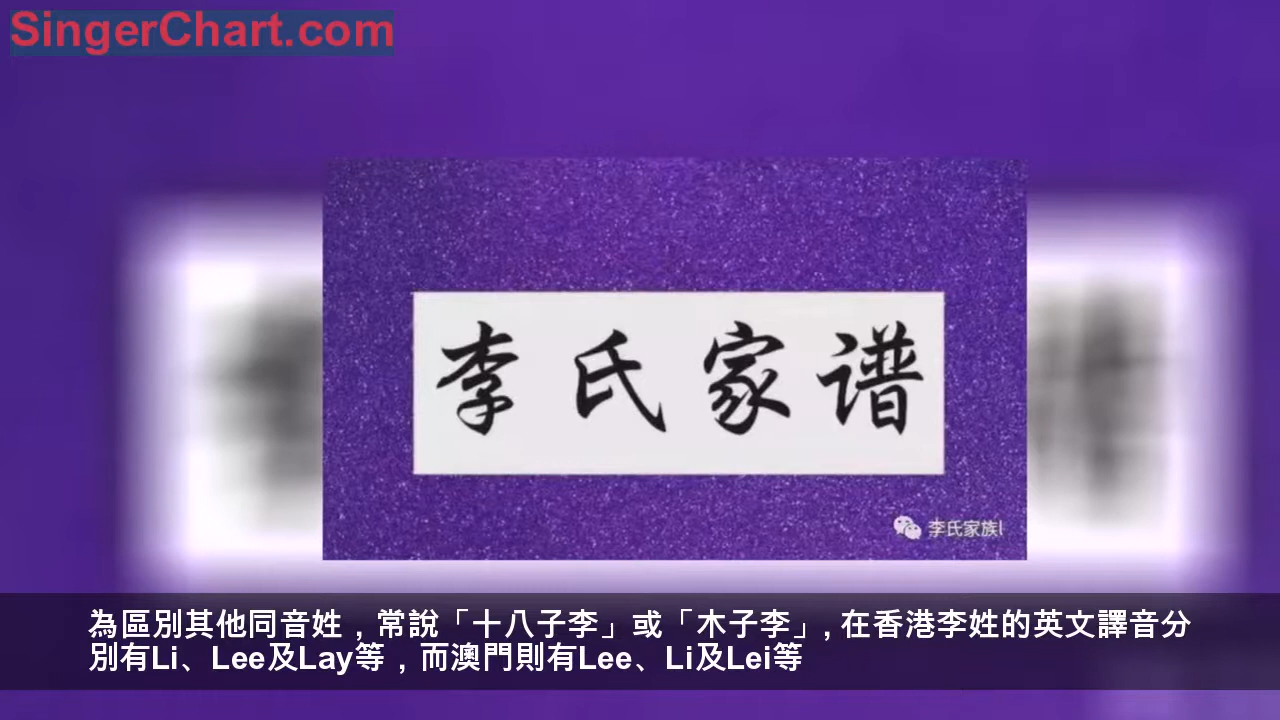 SingerChart.com
李氏家谱
李氏家族
為區別其他同音姓，常說「十八子李」或「木子李」, 在香港李姓的英文譯音分
別有Li、Lee及Lay等，而澳門則有Lee、Li及Lei等